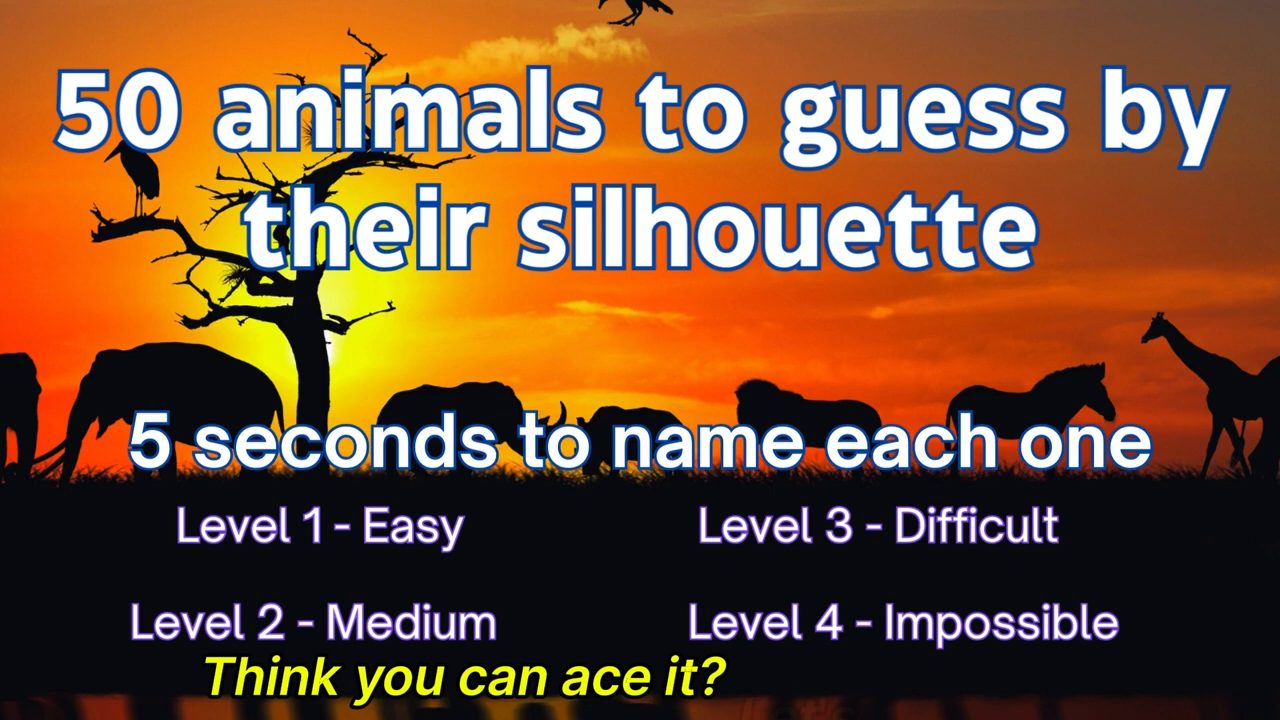 50 animals to guess by
their silhouette
5 seconds to name each one
Level 1 - Easy
Level 3 - Difficult
Level 2 - Medium
Level 4 - Impossible
Think you can ace it?